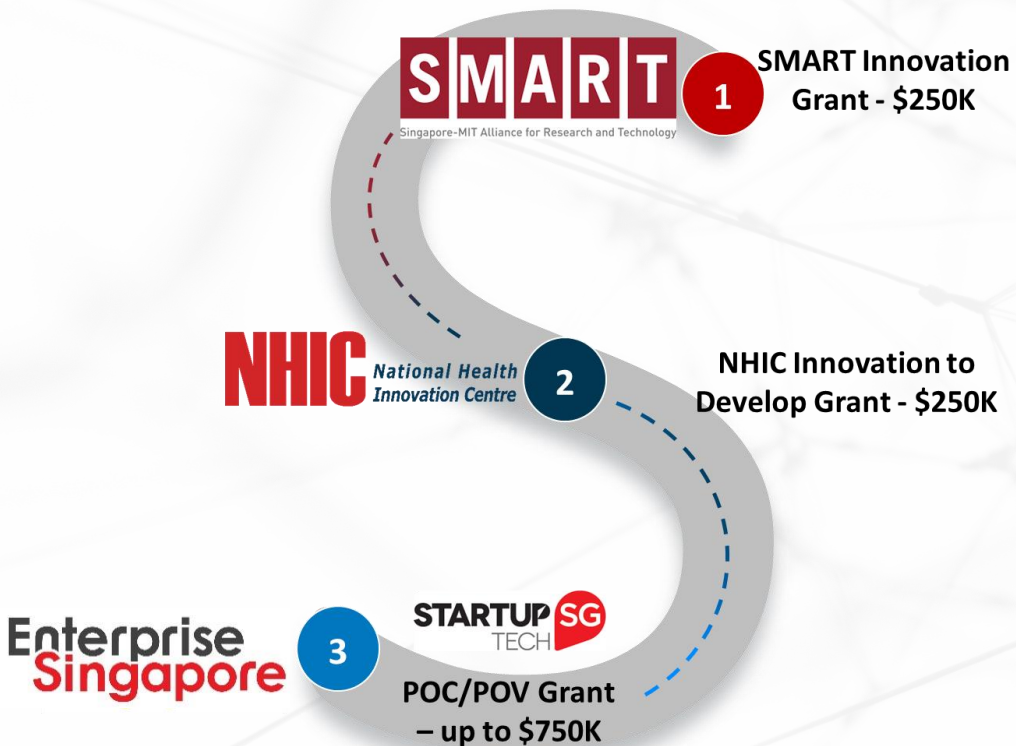 SMART
Singapore-MIT Alliance for Research and Technology
1
SMART Innovation
Grant - $250K
NHIC
National Health
Innovation Centre
2
NHIC Innovation to
Develop Grant - $250K
Enterprise
Singapore
3
STARTUP SG
TECH
POC/POV Grant
– up to $750K